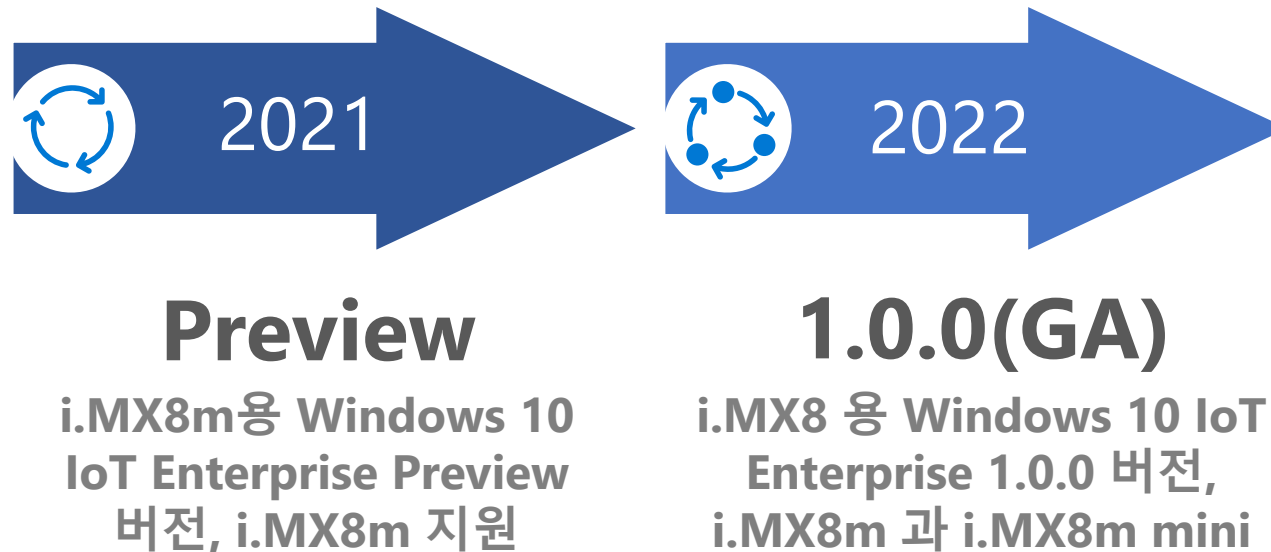 2021
2022
Preview
i.MX8m용 Windows 10
IoT Enterprise Preview
버전, i.MX8m 지원
1.0.0(GA)
i.MX8 용 Windows 10 IoT
Enterprise 1.0.0 버전,
i.MX8m 과 i.MX8m mini